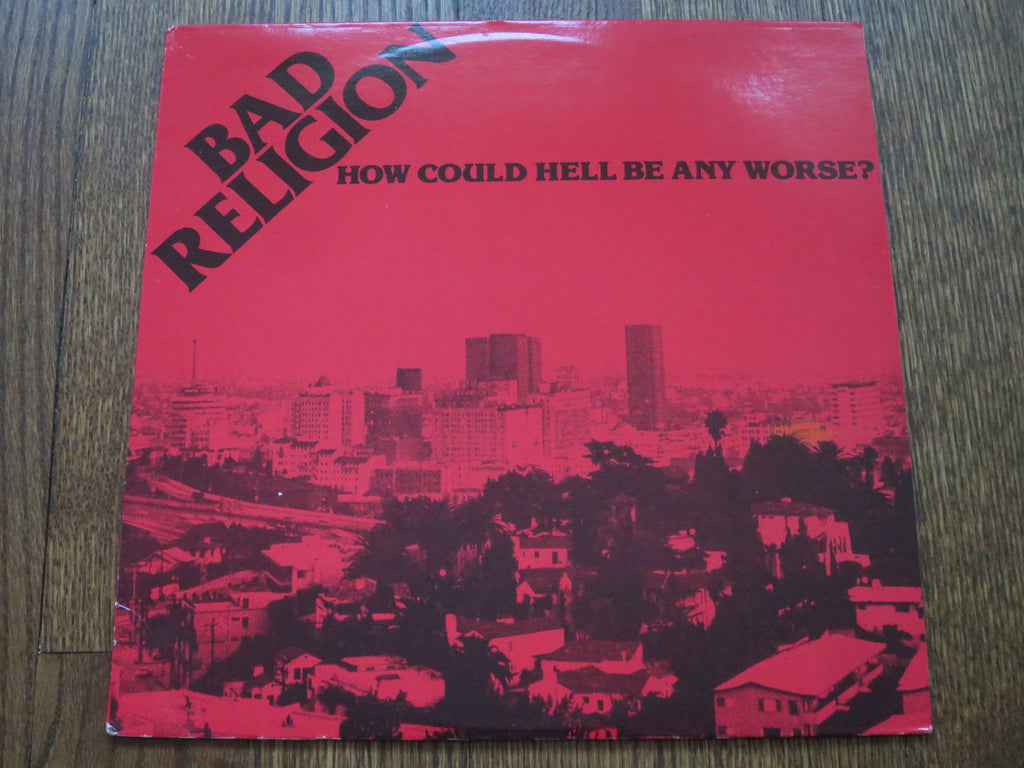 BAD
RELIGION
HOW COULD HELL BE ANY WORSE?